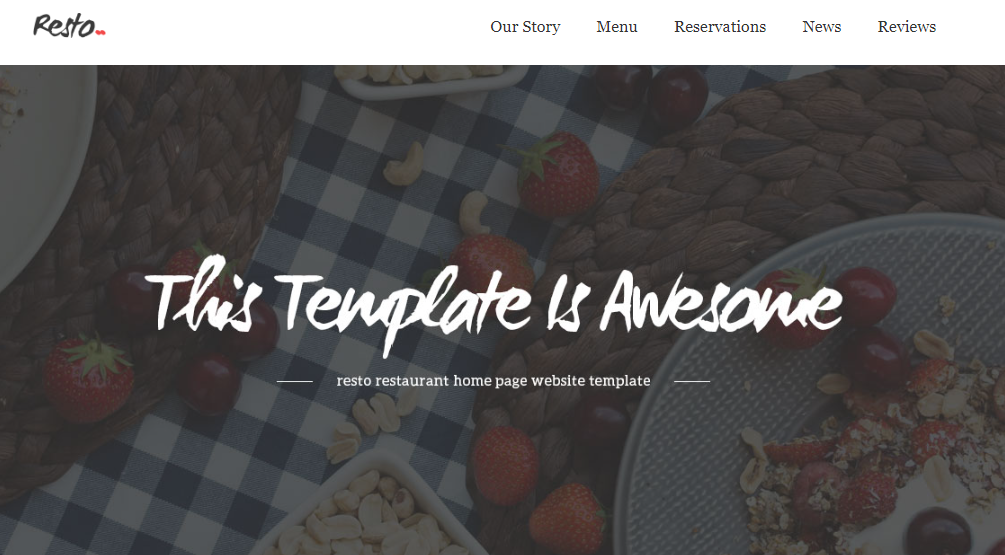 Resto
Our Story
Menu
Reservations
News
Reviews
This Template Is Awesome
resto restaurant home page website template